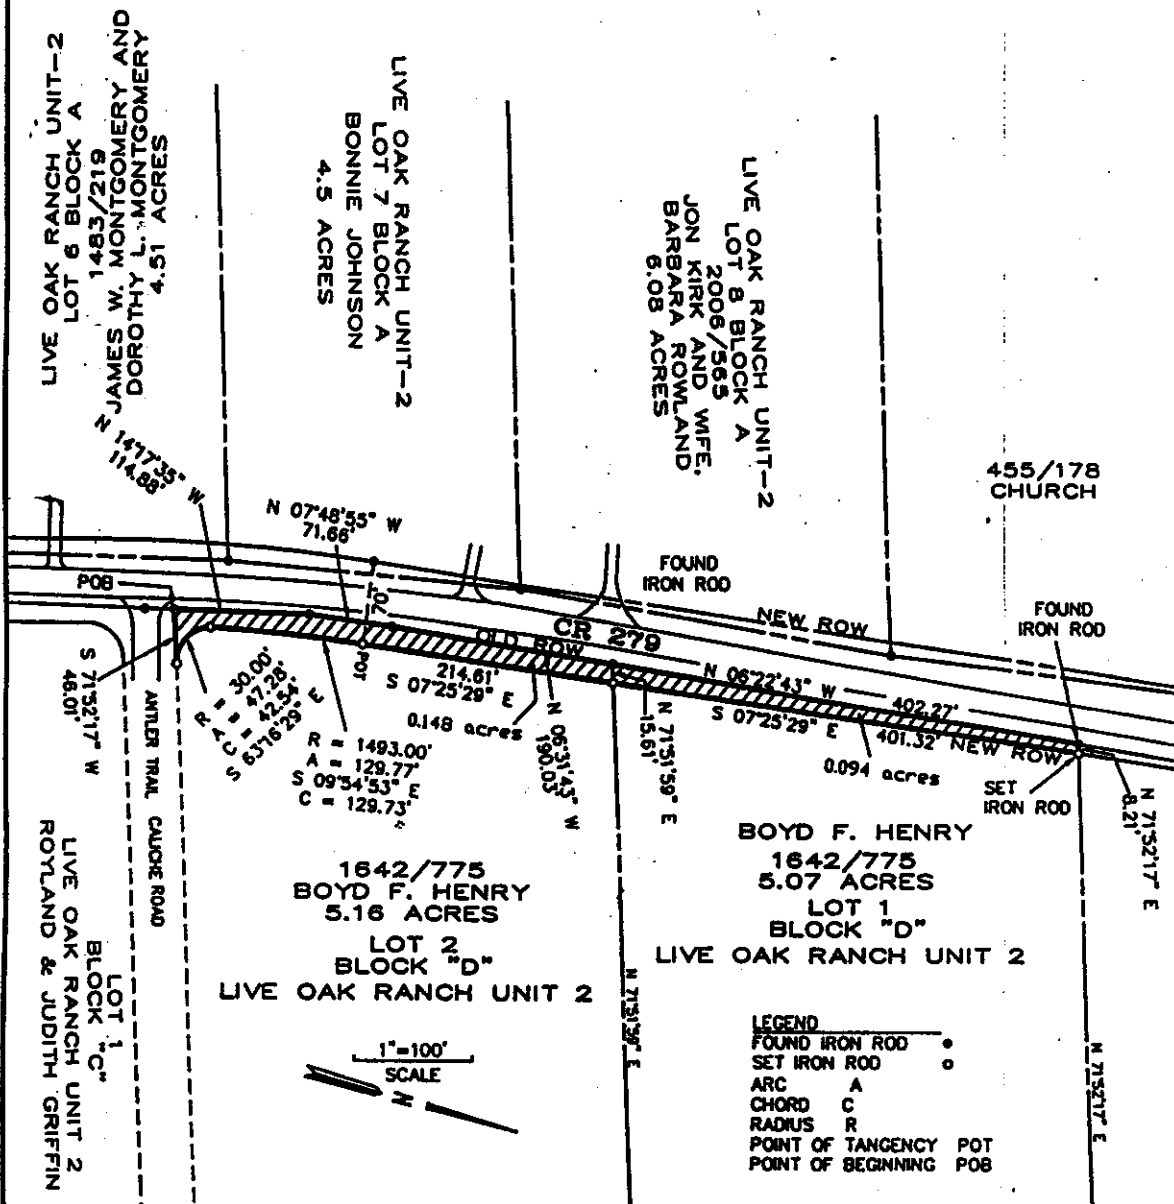 LIVE OAK RANCH UNIT-2
LOT 6 BLOCK A
1483/219
JAMES W. MONTGOMERY AND
DOROTHY L. MONTGOMERY
4.51 ACRES
LIVE OAK RANCH UNIT-2
LOT 7 BLOCK A
BONNIE JOHNSON
4.5 ACRES
LIVE OAK RANCH UNIT-2
LOT 8 BLOCK A
2006/565
JON KIRK AND WIFE,
BARBARA ROWLAND
6.08 ACRES
455/178
CHURCH
N 14°17'35" W
114.88'
N 07°48'55" W
71.66'
FOUND
IRON ROD
FOUND
IRON ROD
POB
70'
POT
OLD ROW
CR 279
NEW ROW
N 06°22'43" W
402.27'
S 07°25'29" E
401.32'
NEW ROW
0.094 acres
SET
IRON ROD
N 71°52'17" E
8.21'
S 71°52'17" W
46.01'
ANTLER TRAIL CALICHE ROAD
R = 30.00'
A = 47.28'
C = 42.54'
S 63°16'29" E
R = 1493.00'
A = 129.77'
S 09°54'53" E
C = 129.73'
214.61'
S 07°25'29" E
0.148 acres
N 06°31'43" W
190.03'
N 71°51'59" E
15.61'
1642/775
BOYD F. HENRY
5.16 ACRES
LOT 2
BLOCK "D"
LIVE OAK RANCH UNIT 2
BOYD F. HENRY
1642/775
5.07 ACRES
LOT 1
BLOCK "D"
LIVE OAK RANCH UNIT 2
LOT 1
BLOCK "C"
LIVE OAK RANCH UNIT 2
ROYLAND & JUDITH GRIFFIN
N 71°51'59" E
N 71°52'17" E
1"=100'
SCALE
N
LEGEND
FOUND IRON ROD
SET IRON ROD
ARC A
CHORD C
RADIUS R
POINT OF TANGENCY POT
POINT OF BEGINNING POB